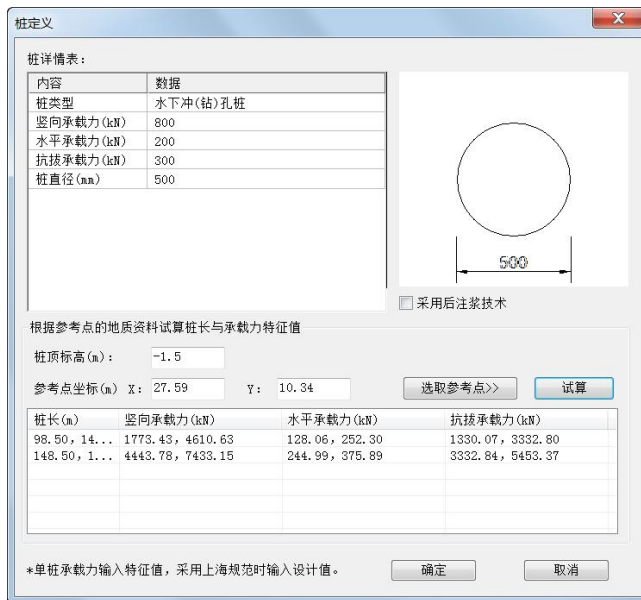 桩定义
桩详情表:
内容 数据
桩类型 水下冲(钻)孔桩
竖向承载力(kN) 800
水平承载力(kN) 200
抗拔承载力(kN) 300
桩直径(mm) 500
500
采用后注浆技术
根据参考点的地质资料试算桩长与承载力特征值
桩顶标高(m): -1.5
参考点坐标(m) X: 27.59 Y: 10.34 选取参考点>> 试算
桩长(m) 竖向承载力(kN) 水平承载力(kN) 抗拔承载力(kN)
98.50, 14... 1773.43, 4610.63 128.06, 252.30 1330.07, 3332.80
148.50, 1... 4443.78, 7433.15 244.99, 375.89 3332.84, 5453.37
*单桩承载力输入特征值,采用上海规范时输入设计值。 确定 取消